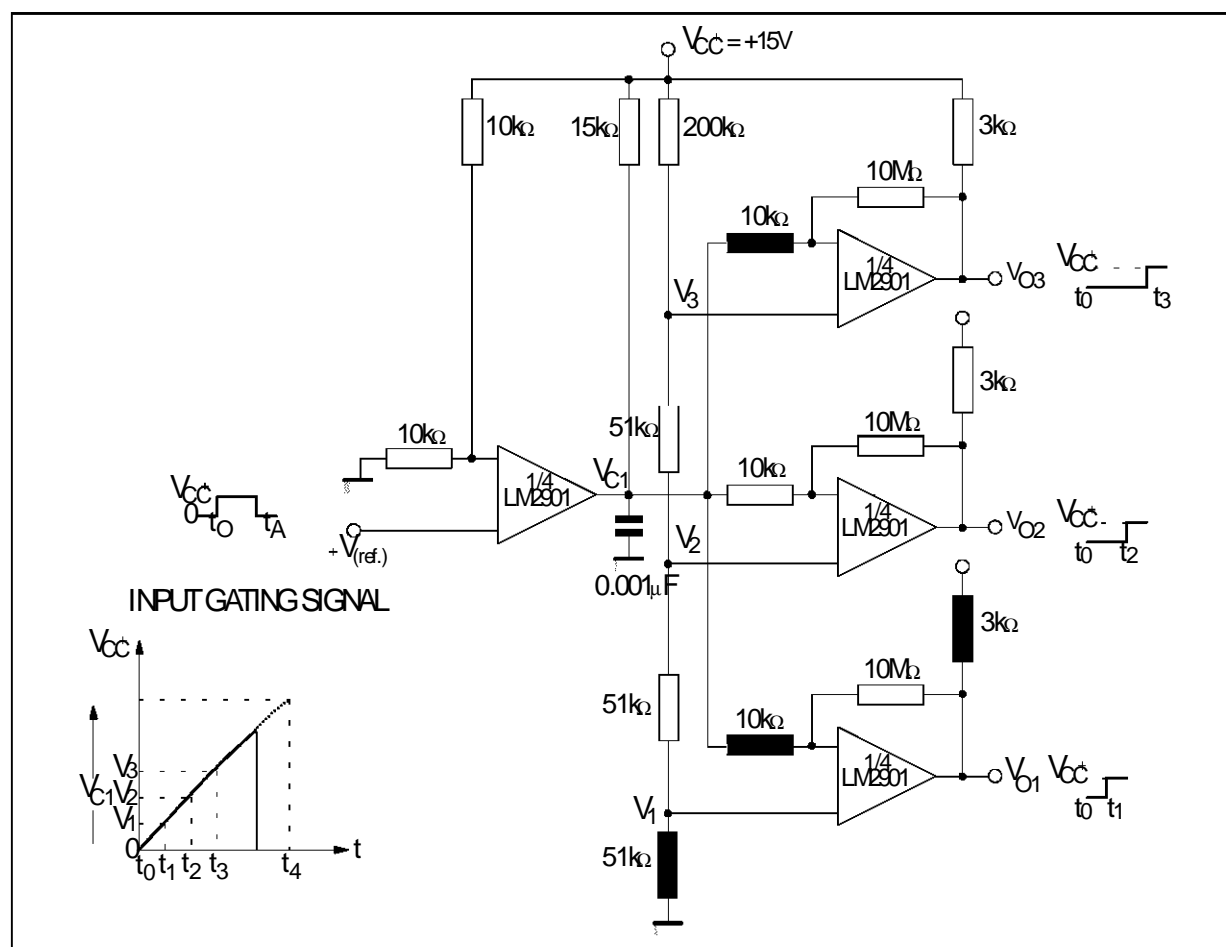 VCC+ = +15V
10kΩ
15kΩ
200kΩ
3kΩ
10MΩ
10kΩ
1/4
LM2901
VO3
VCC+
t0
t3
V3
3kΩ
51kΩ
10MΩ
10kΩ
10kΩ
1/4
LM2901
VC1
1/4
LM2901
VO2
VCC+
t0
t2
VCC+
0
tO
tA
+V(ref.)
V2
0.001μF
INPUT GATING SIGNAL
3kΩ
VCC+
10MΩ
51kΩ
10kΩ
1/4
LM2901
VO1
VCC+
t0
t1
V3
VC1
V2
V1
V1
0
t0
t1
t2
t3
t4
t
51kΩ